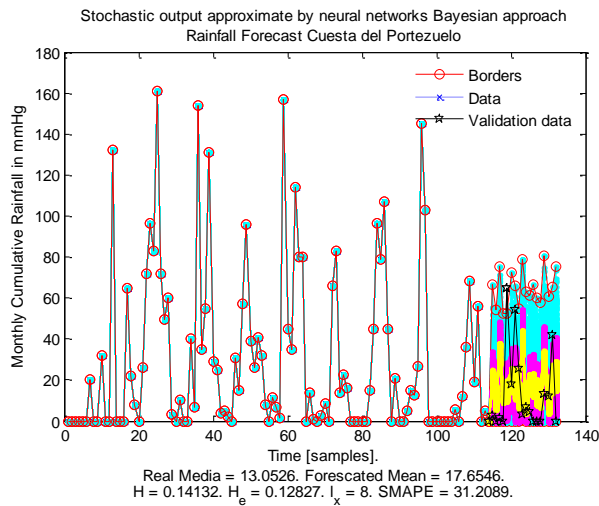 Stochastic output approximate by neural networks Bayesian approach
Rainfall Forecast Cuesta del Portezuelo
Monthly Cumulative Rainfall in mmHg
180
160
140
120
100
80
60
40
20
0
Borders
Data
Validation data
0 20 40 60 80 100 120 140
Time [samples].
Real Media = 13.0526. Forescated Mean = 17.6546.
H = 0.14132. H_e = 0.12827. l_x = 8. SMAPE = 31.2089.